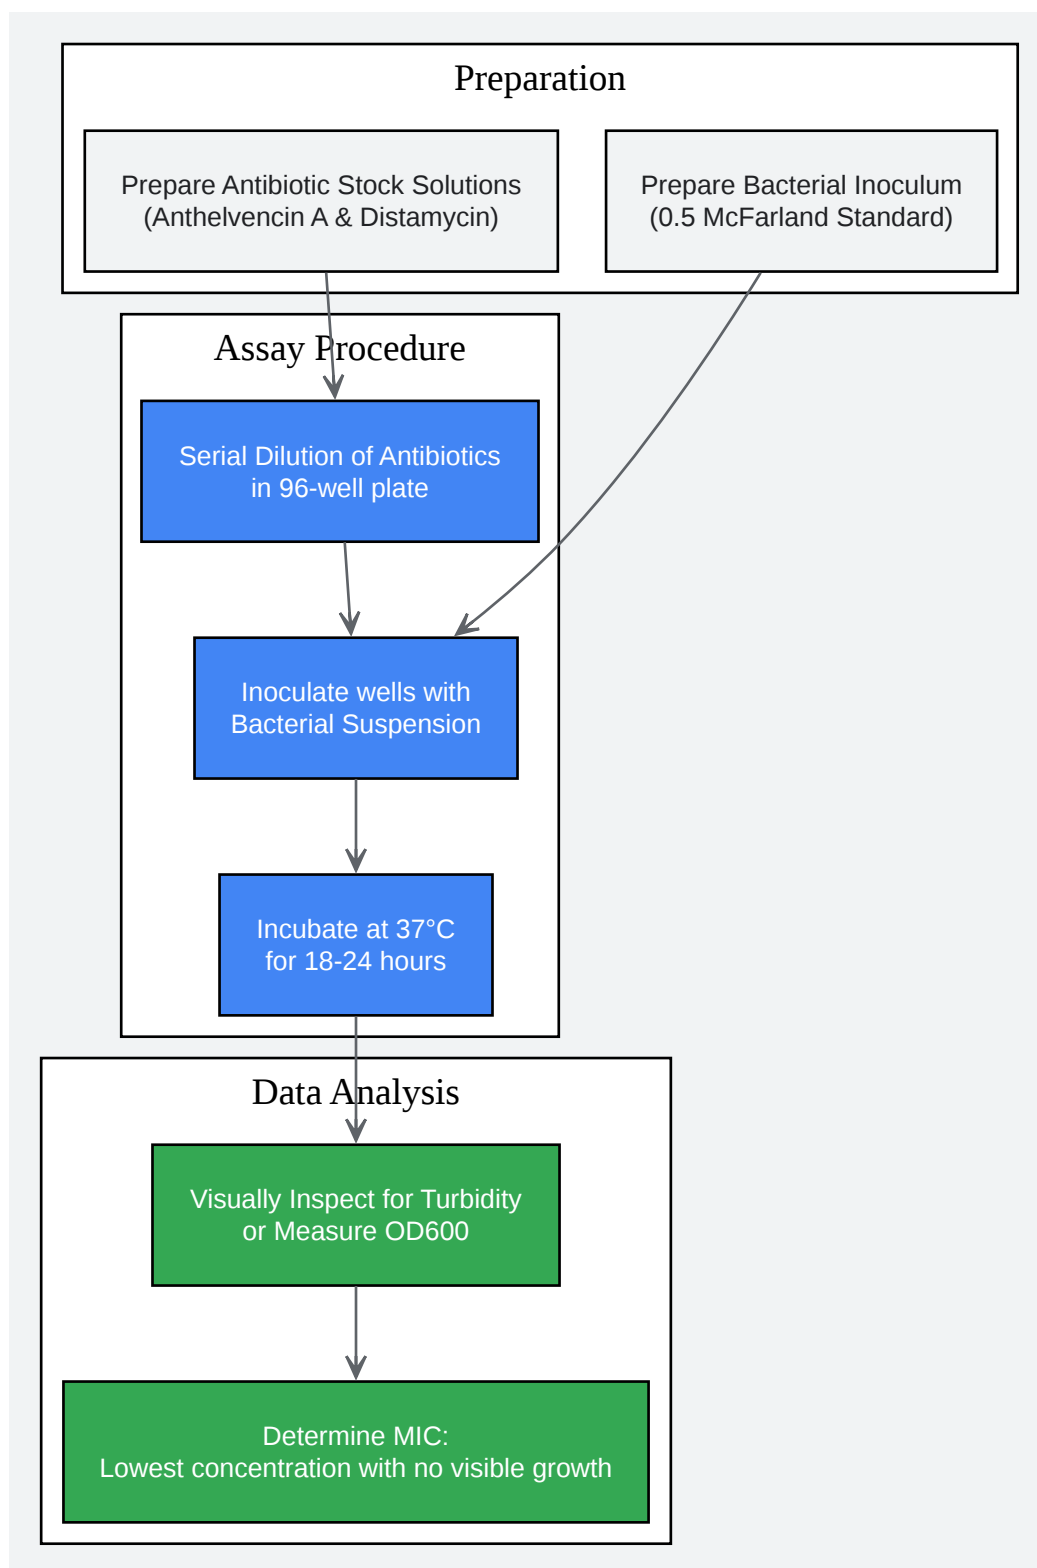 Preparation
Prepare Antibiotic Stock Solutions
(Anthelvencin A & Distamycin)
Prepare Bacterial Inoculum
(0.5 McFarland Standard)
Assay Procedure
Serial Dilution of Antibiotics
in 96-well plate
Inoculate wells with
Bacterial Suspension
Incubate at 37°C
for 18-24 hours
Data Analysis
Visually Inspect for Turbidity
or Measure OD600
Determine MIC:
Lowest concentration with no visible growth